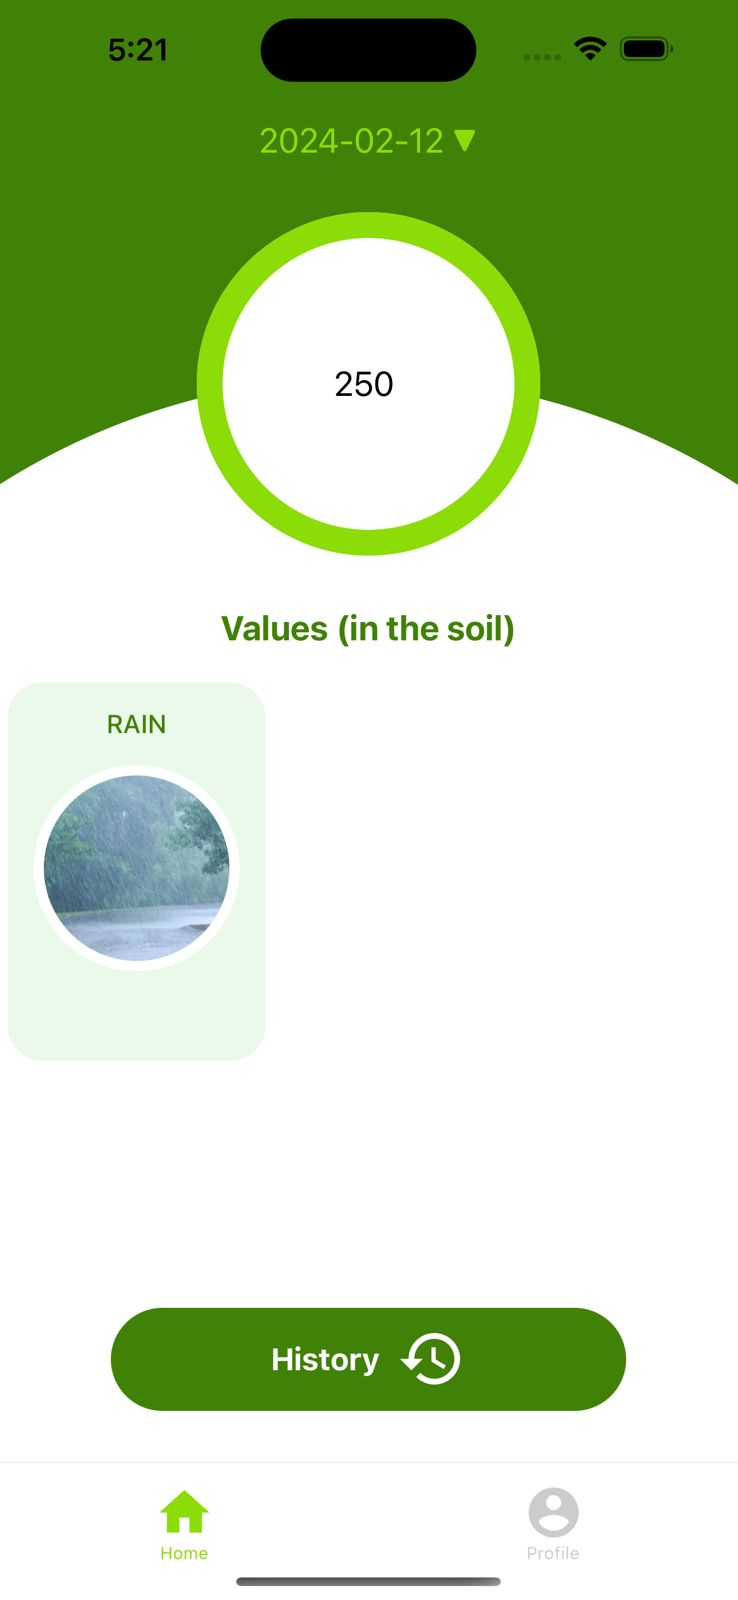 5:21
2024-02-12 ▼
250
Values (in the soil)
RAIN
History
Home
Profile